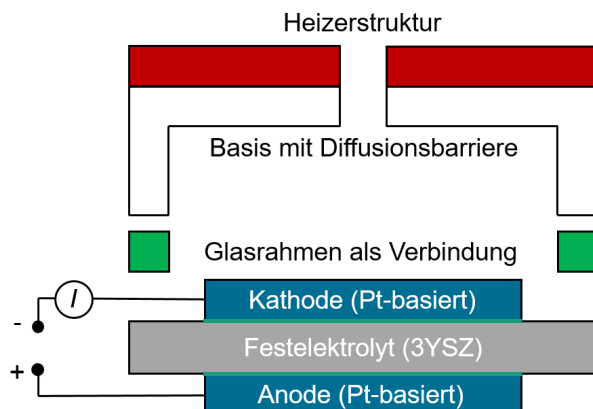 Heizerstruktur
Basis mit Diffusionsbarriere
Glasrahmen als Verbindung
I
Kathode (Pt-basiert)
-
Festelektrolyt (3YSZ)
+
Anode (Pt-basiert)